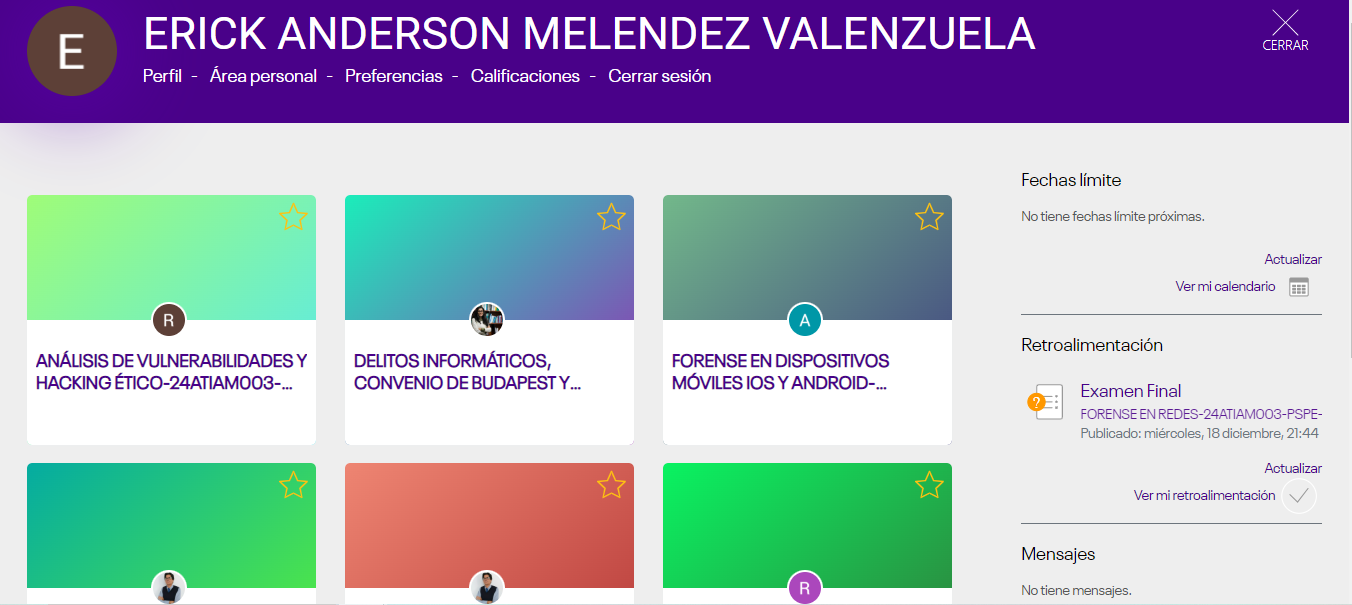 E
ERICK ANDERSON MELENDEZ VALENZUELA
CERRAR
Perfil - Área personal - Preferencias - Calificaciones - Cerrar sesión
R
ANÁLISIS DE VULNERABILIDADES Y
HACKING ÉTICO-24ATIAM003-...
DELITOS INFORMÁTICOS,
CONVENIO DE BUDAPEST Y...
A
FORENSE EN DISPOSITIVOS
MÓVILES IOS Y ANDROID-...
R
Fechas límite
No tiene fechas límite próximas.
Actualizar
Ver mi calendario
Retroalimentación
?
Examen Final
FORENSE EN REDES-24ATIAM003-PSPE-
Publicado: miércoles, 18 diciembre, 21:44
Actualizar
Ver mi retroalimentación
Mensajes
No tiene mensajes.